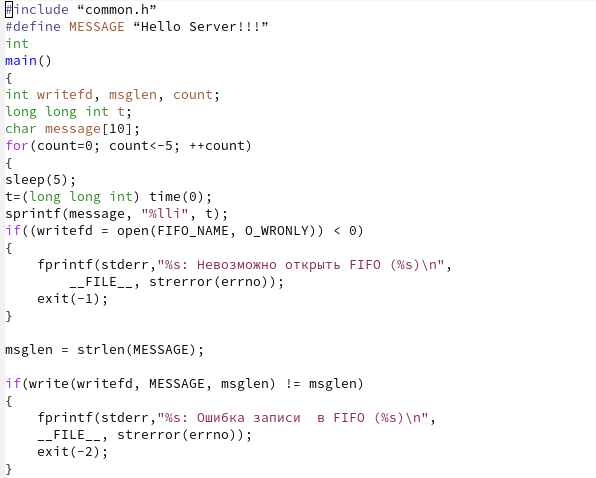 #include “common.h”
#define MESSAGE “Hello Server!!!”
int
main()
{
int writefd, msglen, count;
long long int t;
char message[10];
for(count=0; count<-5; ++count)
{
sleep(5);
t=(long long int) time(0);
sprintf(message, "%lli", t);
if((writefd = open(FIFO_NAME, O_WRONLY)) < 0)
{
    fprintf(stderr,"%s: Невозможно открыть FIFO (%s)\n",
        __FILE__, strerror(errno));
    exit(-1);
}

msglen = strlen(MESSAGE);

if(write(writefd, MESSAGE, msglen) != msglen)
{
    fprintf(stderr,"%s: Ошибка записи  в FIFO (%s)\n",
    __FILE__, strerror(errno));
    exit(-2);
}